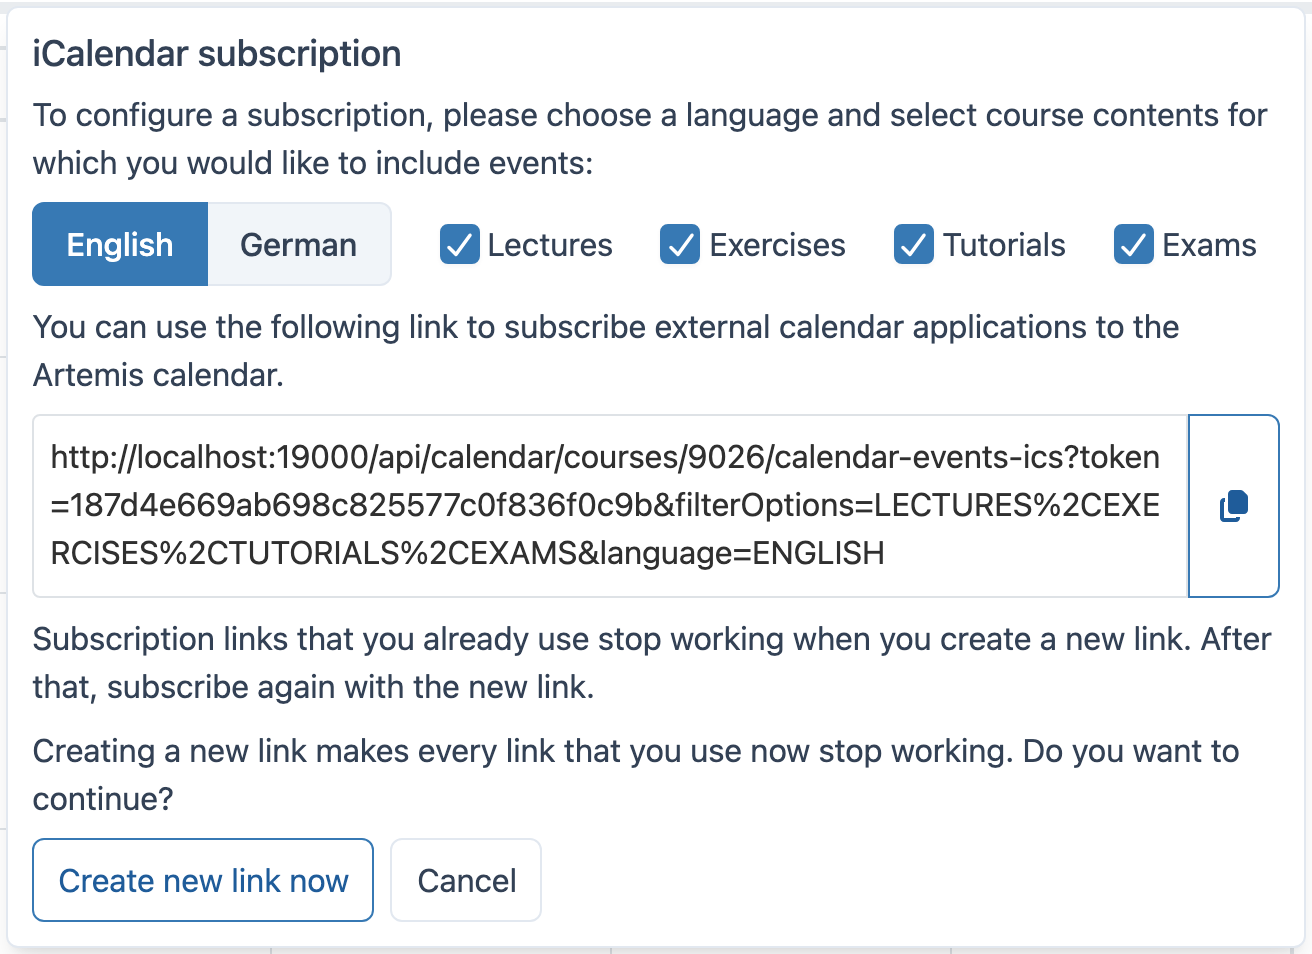 iCalendar subscription
To configure a subscription, please choose a language and select course contents for
which you would like to include events:
English German Lectures Exercises Tutorials Exams
You can use the following link to subscribe external calendar applications to the
Artemis calendar.
http://localhost:19000/api/calendar/courses/9026/calendar-events-ics?token
=187d4e669ab698c825577c0f836f0c9b&filterOptions=LECTURES%2CEXE
RCISES%2CTUTORIALS%2CEXAMS&language=ENGLISH
Subscription links that you already use stop working when you create a new link. After
that, subscribe again with the new link.
Creating a new link makes every link that you use now stop working. Do you want to
continue?
Create new link now Cancel